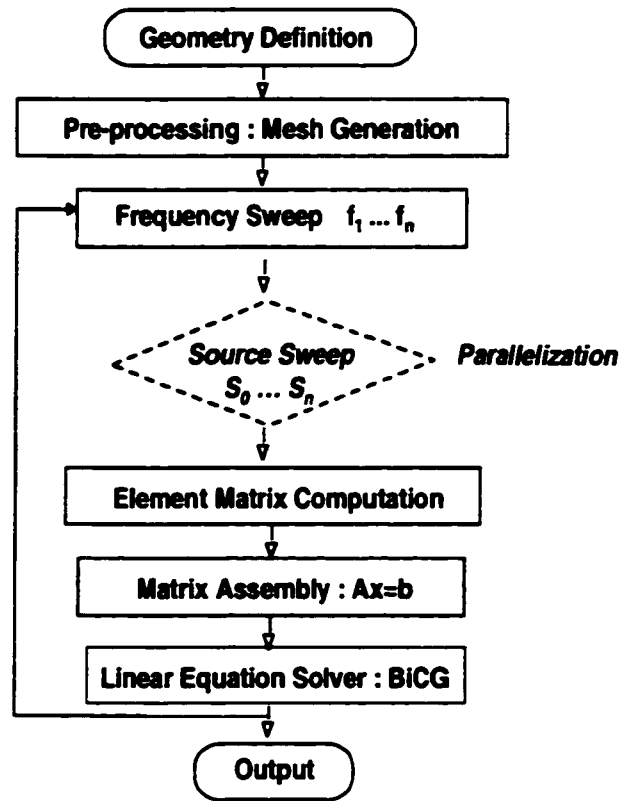 Geometry Definition
Pre-processing : Mesh Generation
Frequency Sweep f₁ ... fₙ
Source Sweep
S₀ ... Sₙ
Parallelization
Element Matrix Computation
Matrix Assembly : Ax=b
Linear Equation Solver : BiCG
Output